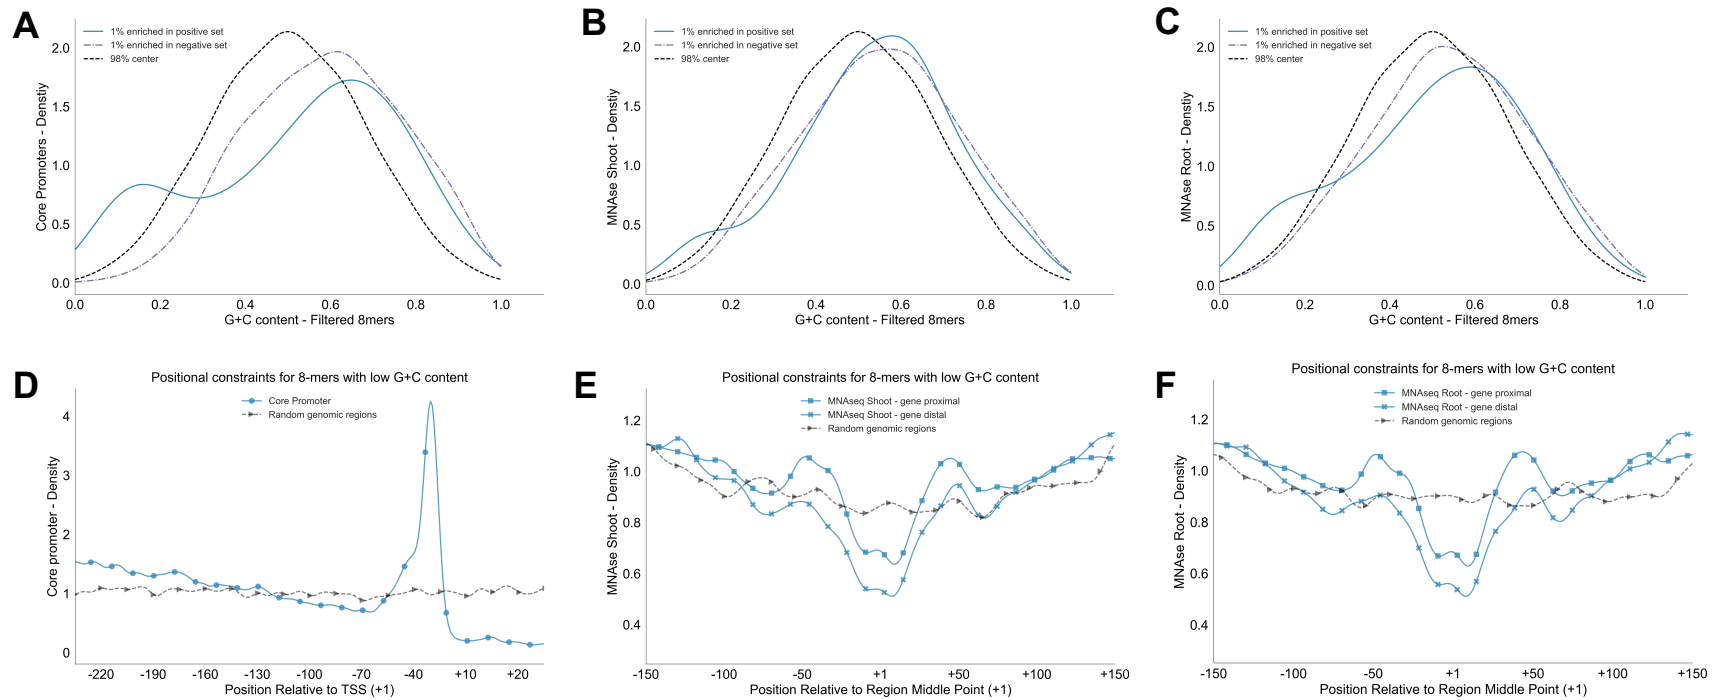 A
1% enriched in positive set
1% enriched in negative set
98% center
Core Promoters - Denstiy
2.0
1.5
1.0
0.5
0.0
0.0 0.2 0.4 0.6 0.8 1.0
G+C content - Filtered 8mers
B
1% enriched in positive set
1% enriched in negative set
98% center
MNAse Shoot - Denstiy
2.0
1.5
1.0
0.5
0.0
0.0 0.2 0.4 0.6 0.8 1.0
G+C content - Filtered 8mers
C
1% enriched in positive set
1% enriched in negative set
98% center
MNAse Root - Denstiy
2.0
1.5
1.0
0.5
0.0
0.0 0.2 0.4 0.6 0.8 1.0
G+C content - Filtered 8mers
D
Positional constraints for 8-mers with low G+C content
Core Promoter
Random genomic regions
Core promoter - Density
4
3
2
1
0
-220 -190 -160 -130 -100 -70 -40 +10 +20
Position Relative to TSS (+1)
E
Positional constraints for 8-mers with low G+C content
MNAseq Shoot - gene proximal
MNAseq Shoot - gene distal
Random genomic regions
MNAse Shoot - Density
1.2
1.0
0.8
0.6
0.4
-150 -100 -50 +1 +50 +100 +150
Position Relative to Region Middle Point (+1)
F
Positional constraints for 8-mers with low G+C content
MNAseq Root - gene proximal
MNAseq Root - gene distal
Random genomic regions
MNAse Root - Density
1.2
1.0
0.8
0.6
0.4
-150 -100 -50 +1 +50 +100 +150
Position Relative to Region Middle Point (+1)